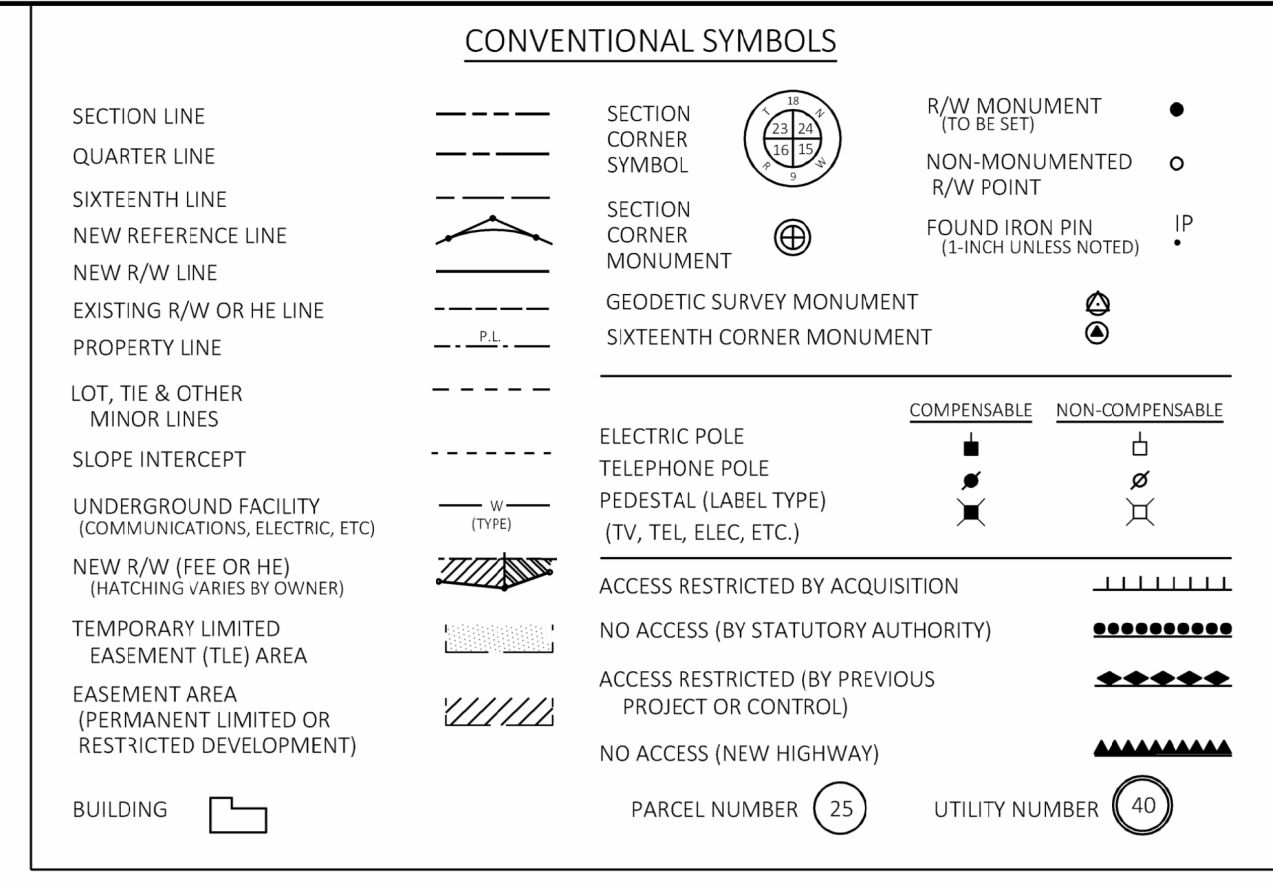 CONVENTIONAL SYMBOLS
SECTION LINE
QUARTER LINE
SIXTEENTH LINE
NEW REFERENCE LINE
NEW R/W LINE
EXISTING R/W OR HE LINE
PROPERTY LINE
P.L.
LOT, TIE & OTHER
MINOR LINES
SLOPE INTERCEPT
UNDERGROUND FACILITY
(COMMUNICATIONS, ELECTRIC, ETC)
W
(TYPE)
NEW R/W (FEE OR HE)
(HATCHING VARIES BY OWNER)
TEMPORARY LIMITED
EASEMENT (TLE) AREA
EASEMENT AREA
(PERMANENT LIMITED OR
RESTRICTED DEVELOPMENT)
BUILDING
SECTION
CORNER
SYMBOL
18
T N
23 24
16 15
R W
9
SECTION
CORNER
MONUMENT
R/W MONUMENT
(TO BE SET)
NON-MONUMENTED
R/W POINT
FOUND IRON PIN
(1-INCH UNLESS NOTED)
IP
GEODETIC SURVEY MONUMENT
SIXTEENTH CORNER MONUMENT
COMPENSABLE NON-COMPENSABLE
ELECTRIC POLE
TELEPHONE POLE
PEDESTAL (LABEL TYPE)
(TV, TEL, ELEC, ETC.)
ACCESS RESTRICTED BY ACQUISITION
NO ACCESS (BY STATUTORY AUTHORITY)
ACCESS RESTRICTED (BY PREVIOUS
PROJECT OR CONTROL)
NO ACCESS (NEW HIGHWAY)
PARCEL NUMBER 25
UTILITY NUMBER 40